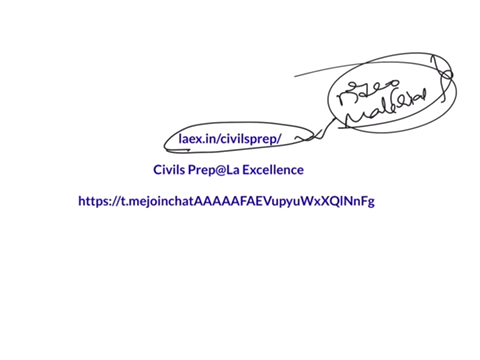 laex.in/civilsprep/
Civils Prep@La Excellence
https://t.mejoinchatAAAAAFAEVupyuWxXQlNnFg